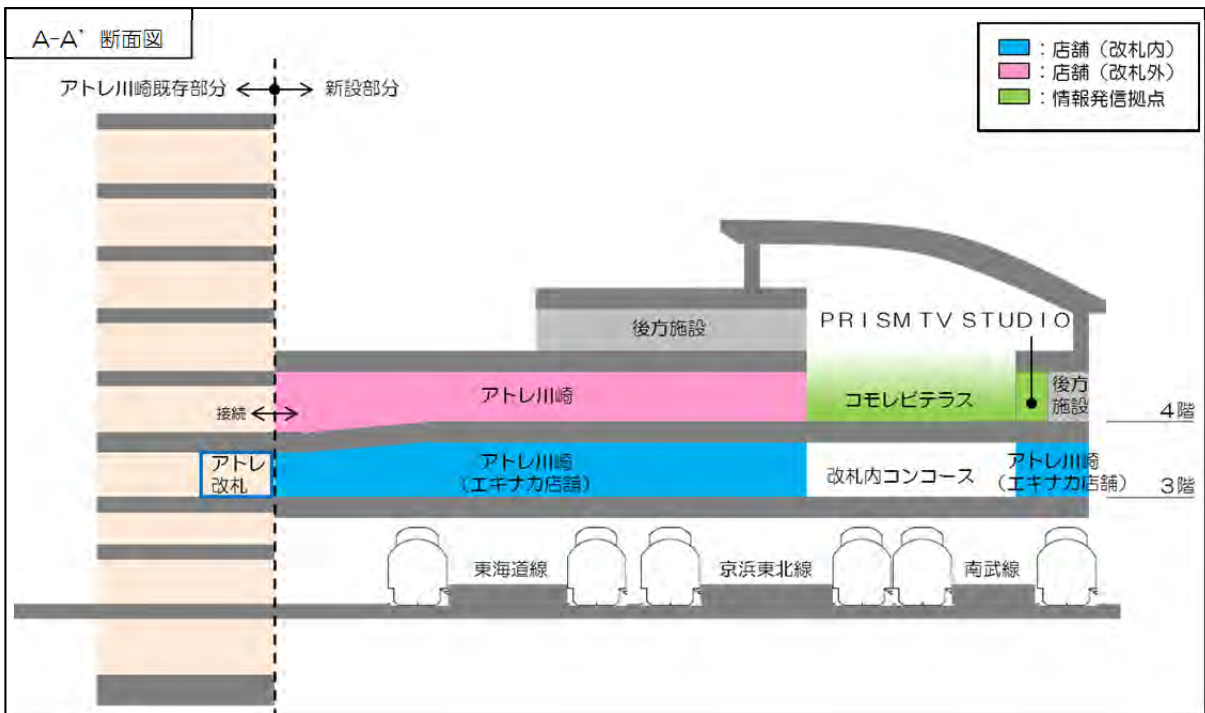 A-A’ 断面図
：店舗（改札内）
：店舗（改札外）
：情報発信拠点
アトレ川崎既存部分
新設部分
後方施設
PRISM TV STUDIO
アトレ川崎
コモレビテラス
後方
施設
接続
4階
アトレ
改札
アトレ川崎
（エキナカ店舗）
改札内コンコース
アトレ川崎
（エキナカ店舗）
3階
東海道線
京浜東北線
南武線